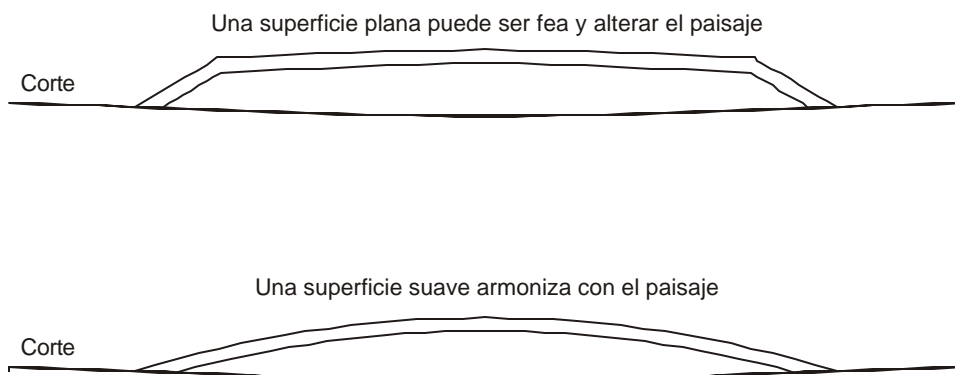 Una superficie plana puede ser fea y alterar el paisaje
Corte
Una superficie suave armoniza con el paisaje
Corte